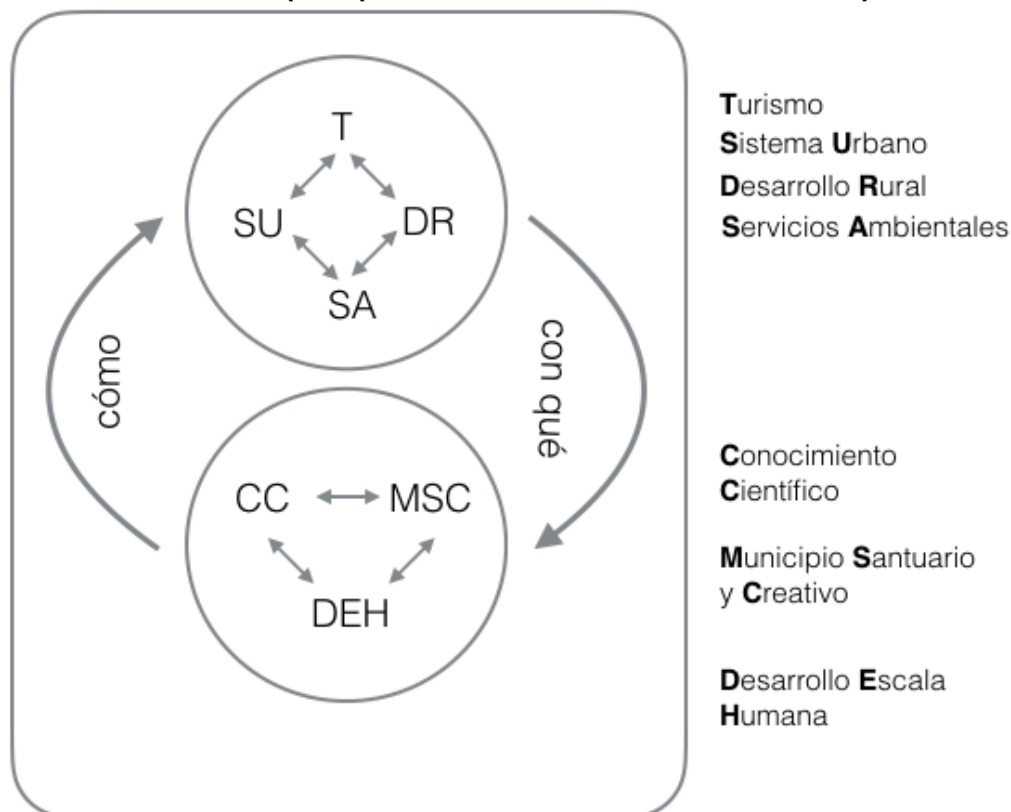 T
SU
DR
SA
cómo
con qué
CC
MSC
DEH
Turismo
Sistema Urbano
Desarrollo Rural
Servicios Ambientales
Conocimiento
Científico
Municipio Santuario
y Creativo
Desarrollo Escala
Humana